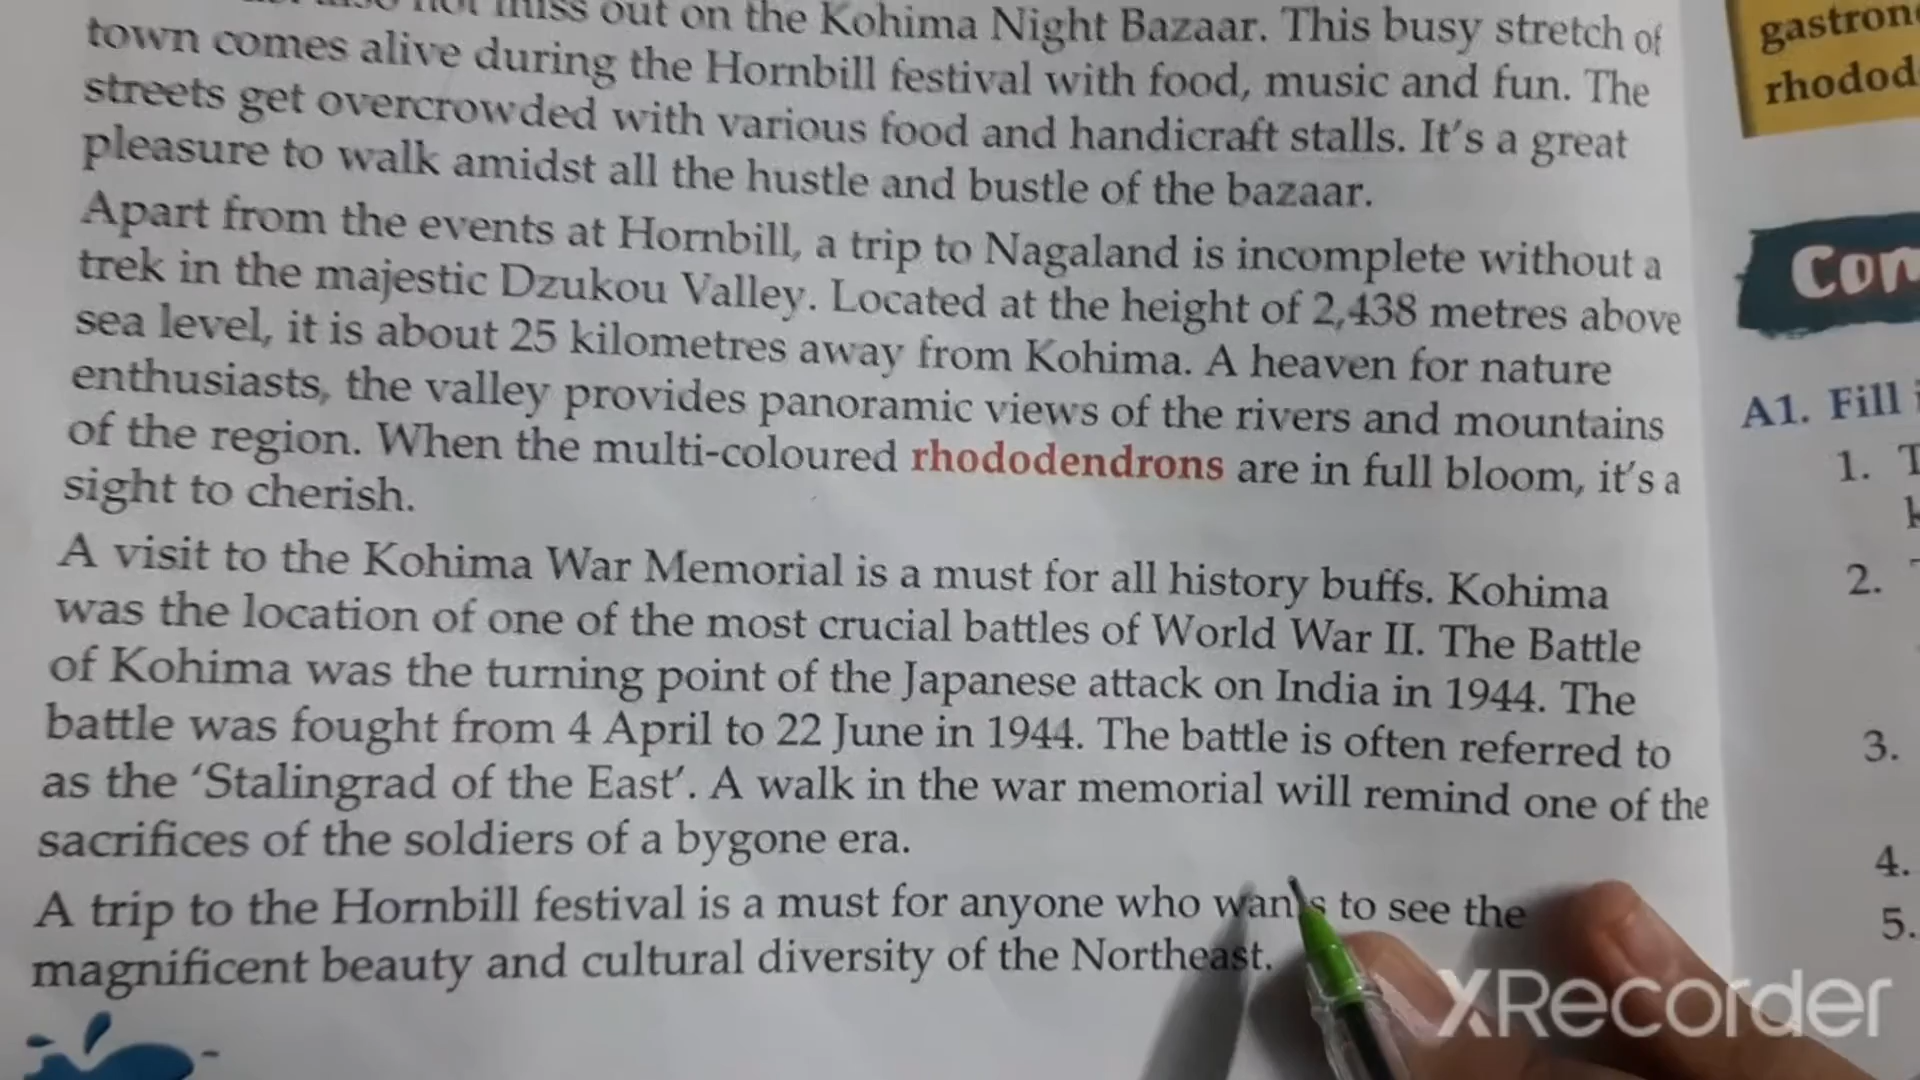 not miss out on the Kohima Night Bazaar. This busy stretch of
town comes alive during the Hornbill festival with food, music and fun. The
streets get overcrowded with various food and handicraft stalls. It's a great
pleasure to walk amidst all the hustle and bustle of the bazaar.
Apart from the events at Hornbill, a trip to Nagaland is incomplete without a
trek in the majestic Dzukou Valley. Located at the height of 2,438 metres above
sea level, it is about 25 kilometres away from Kohima. A heaven for nature
enthusiasts, the valley provides panoramic views of the rivers and mountains
of the region. When the multi-coloured rhododendrons are in full bloom, it's a
sight to cherish.
A visit to the Kohima War Memorial is a must for all history buffs. Kohima
was the location of one of the most crucial battles of World War II. The Battle
of Kohima was the turning point of the Japanese attack on India in 1944. The
battle was fought from 4 April to 22 June in 1944. The battle is often referred to
as the 'Stalingrad of the East'. A walk in the war memorial will remind one of the
sacrifices of the soldiers of a bygone era.
A trip to the Hornbill festival is a must for anyone who wants to see the
magnificent beauty and cultural diversity of the Northeast.
gastron
rhodod
Con
A1. Fill
1. T
2.
3.
4.
5.
XRecorder